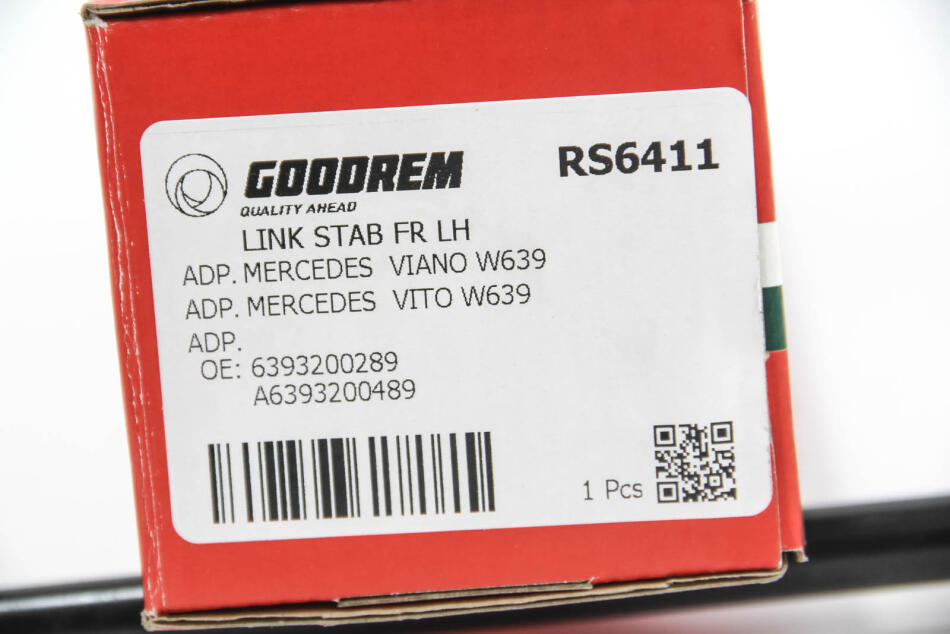 GOODREM
QUALITY AHEAD
RS6411
LINK STAB FR LH
ADP. MERCEDES VIANO W639
ADP. MERCEDES VITO W639
ADP.
OE: 6393200289
A6393200489
1 Pcs